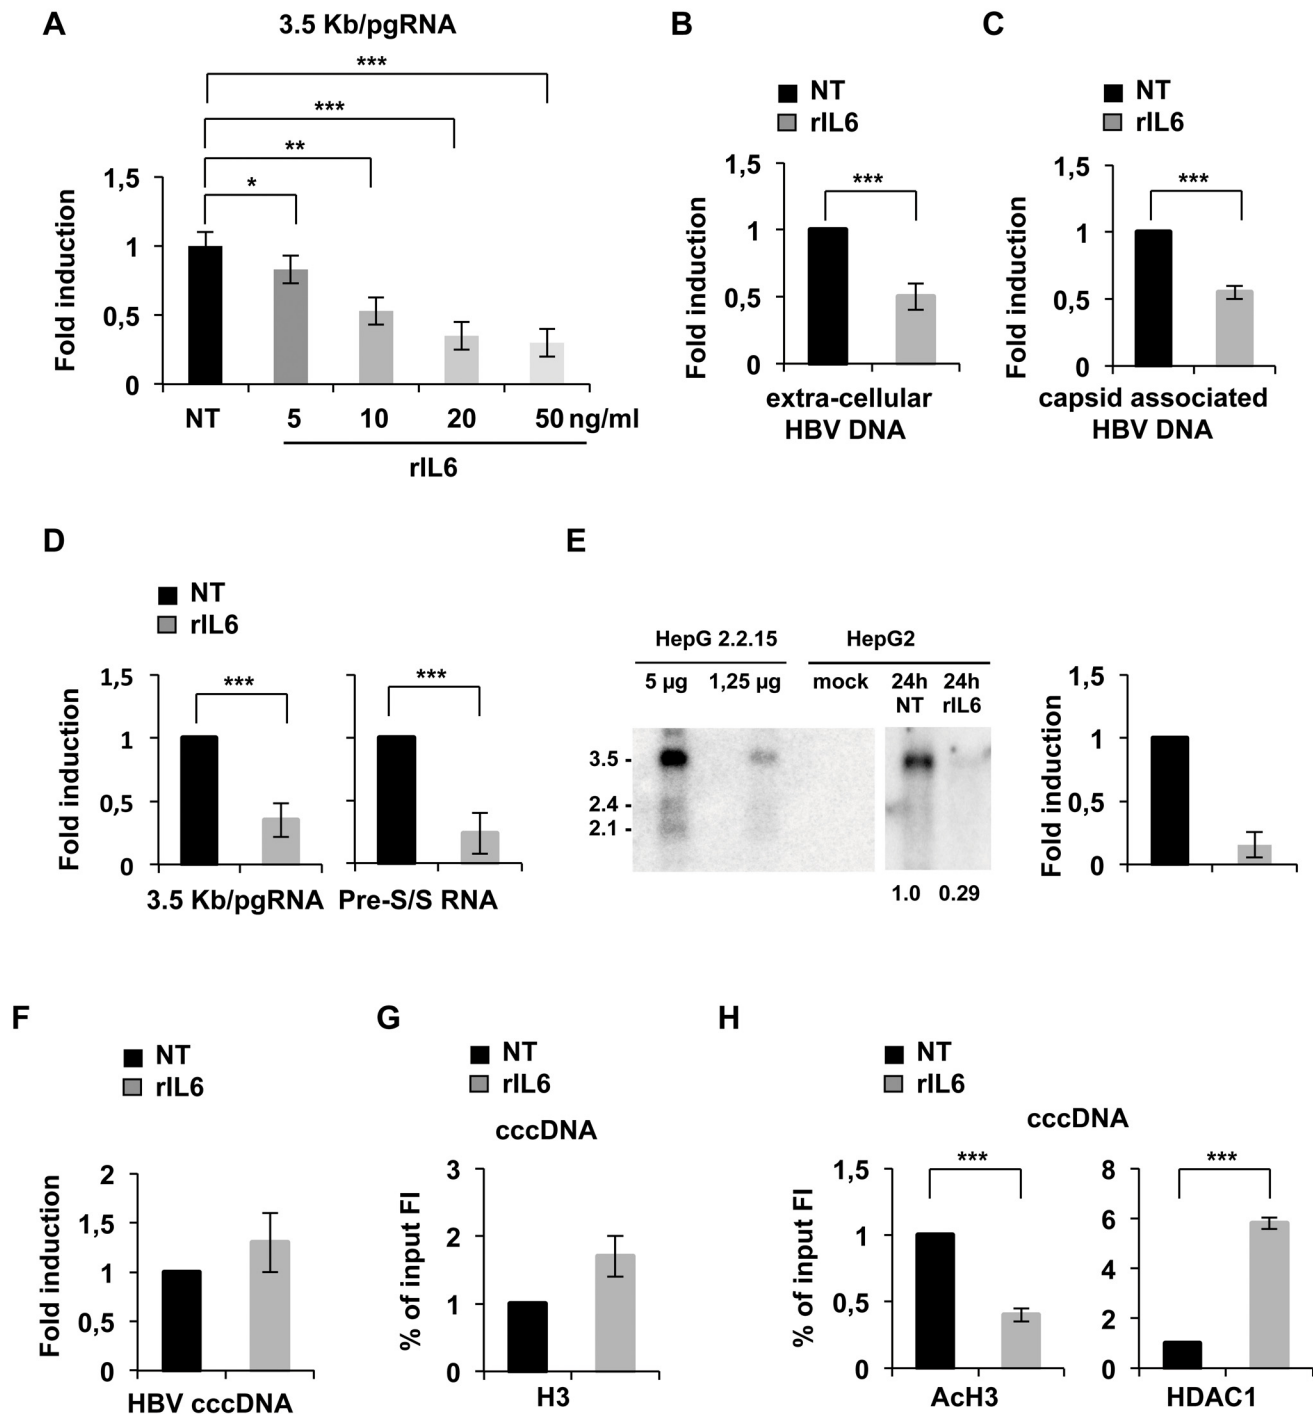 A
3.5 Kb/pgRNA
***
***
**
*
Fold induction
1,5
1
0,5
0
NT
5
10
20
50 ng/ml
rIL6
B
NT
rIL6
***
Fold induction
1,5
1
0,5
0
extra-cellular
HBV DNA
C
NT
rIL6
***
Fold induction
1,5
1
0,5
0
capsid associated
HBV DNA
D
NT
rIL6
Fold induction
1,5
1
0,5
0
***
***
3.5 Kb/pgRNA
Pre-S/S RNA
E
HepG 2.2.15
HepG2
5 µg
1,25 µg
mock
24h
NT
24h
rIL6
3.5 -
2.4 -
2.1 -
1.0
0.29
Fold induction
1,5
1
0,5
0
F
NT
rIL6
Fold induction
2
1,5
1
0,5
0
HBV cccDNA
G
NT
rIL6
cccDNA
% of input FI
3
2
1
0
H3
H
NT
rIL6
cccDNA
% of input FI
1,5
1
0,5
0
***
AcH3
8
6
4
2
0
***
HDAC1